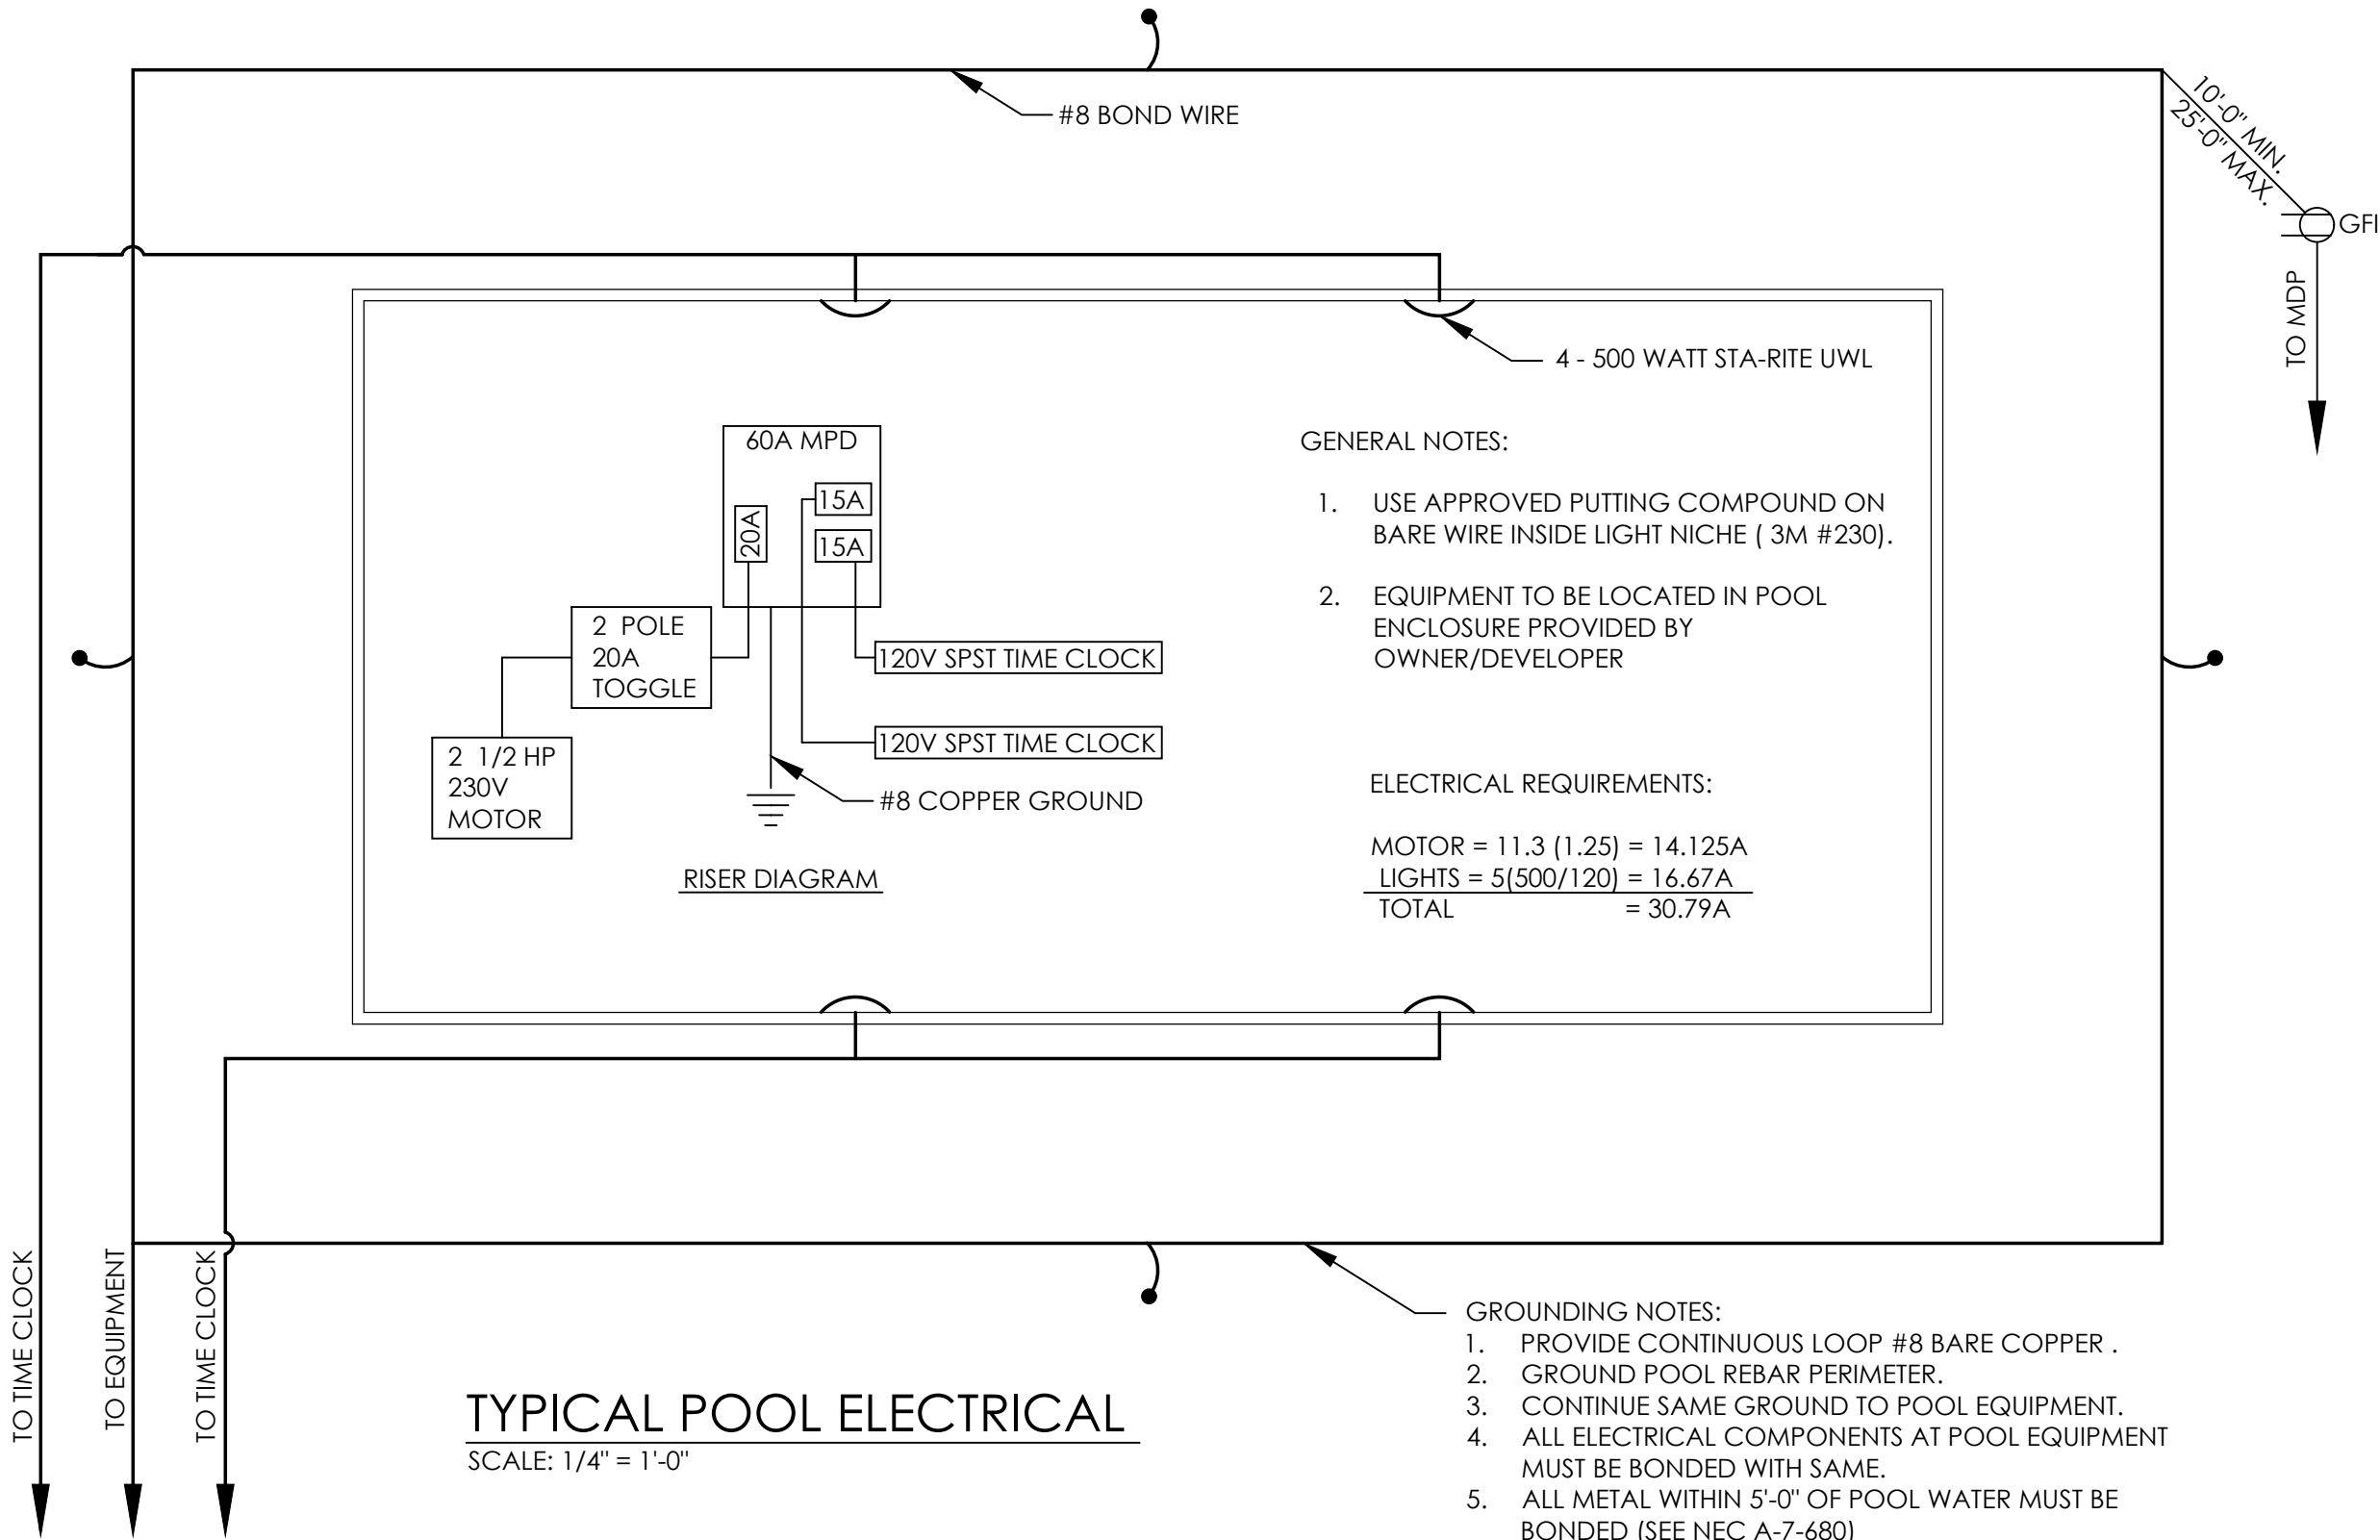 #8 BOND WIRE
10'-0" MIN.
25'-0" MAX.
GFI
TO MDP
4 - 500 WATT STA-RITE UWL
60A MPD
15A
20A
15A
2 POLE
20A
TOGGLE
120V SPST TIME CLOCK
120V SPST TIME CLOCK
2 1/2 HP
230V
MOTOR
#8 COPPER GROUND
RISER DIAGRAM
GENERAL NOTES:
1. USE APPROVED PUTTING COMPOUND ON
BARE WIRE INSIDE LIGHT NICHE ( 3M #230).
2. EQUIPMENT TO BE LOCATED IN POOL
ENCLOSURE PROVIDED BY
OWNER/DEVELOPER
ELECTRICAL REQUIREMENTS:
MOTOR = 11.3 (1.25) = 14.125A
LIGHTS = 5(500/120) = 16.67A
TOTAL = 30.79A
TO TIME CLOCK
TO EQUIPMENT
TO TIME CLOCK
TYPICAL POOL ELECTRICAL
SCALE: 1/4" = 1'-0"
GROUNDING NOTES:
1. PROVIDE CONTINUOUS LOOP #8 BARE COPPER .
2. GROUND POOL REBAR PERIMETER.
3. CONTINUE SAME GROUND TO POOL EQUIPMENT.
4. ALL ELECTRICAL COMPONENTS AT POOL EQUIPMENT
MUST BE BONDED WITH SAME.
5. ALL METAL WITHIN 5'-0" OF POOL WATER MUST BE
BONDED (SEE NEC A-7-680)